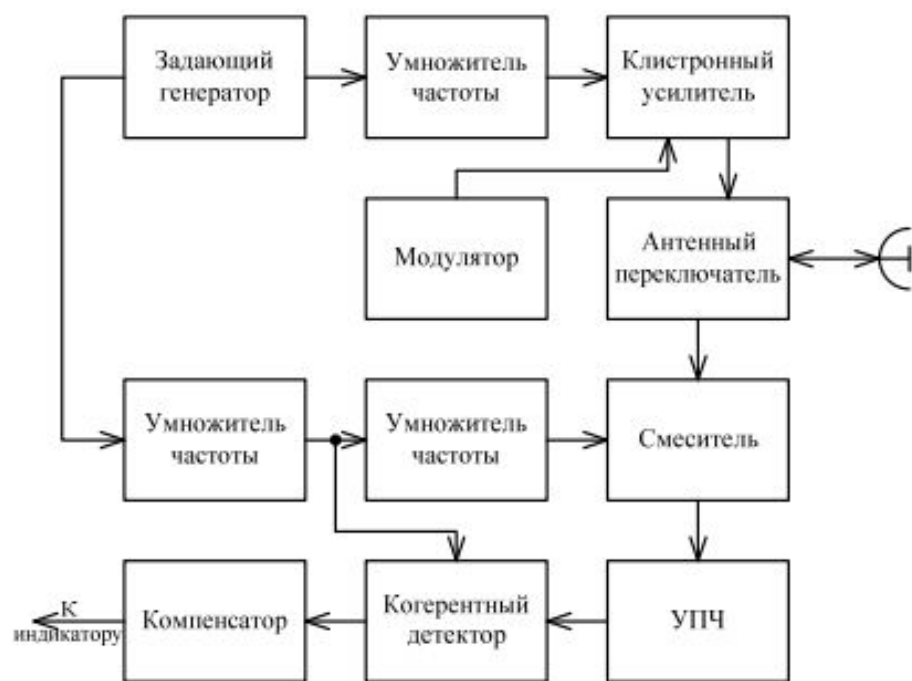 Задающий
генератор
Умножитель
частоты
Клистронный
усилитель
Модулятор
Антенный
переключатель
Умножитель
частоты
Умножитель
частоты
Смеситель
К
индикатору
Компенсатор
Когерентный
детектор
УПЧ